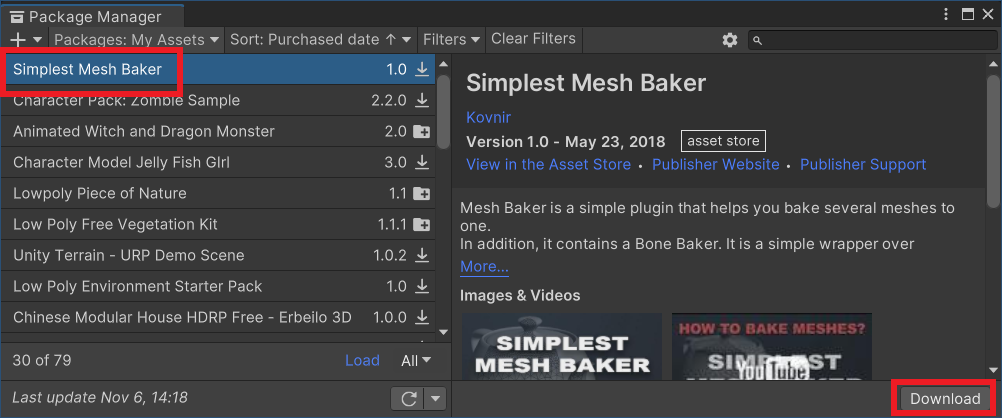 Package Manager
Packages: My Assets Sort: Purchased date ↑ Filters Clear Filters
Simplest Mesh Baker 1.0
Character Pack: Zombie Sample 2.2.0
Animated Witch and Dragon Monster 2.0
Character Model Jelly Fish GIrl 3.0
Lowpoly Piece of Nature 1.1
Low Poly Free Vegetation Kit 1.1.1
Unity Terrain - URP Demo Scene 1.0.2
Low Poly Environment Starter Pack 1.0
Chinese Modular House HDRP Free - Erbeilo 3D 1.0.0
30 of 79 Load All
Last update Nov 6, 14:18
Simplest Mesh Baker
Kovnir
Version 1.0 - May 23, 2018 asset store
View in the Asset Store • Publisher Website • Publisher Support
Mesh Baker is a simple plugin that helps you bake several meshes to
one.
In addition, it contains a Bone Baker. It is a simple wrapper over
More...
Images & Videos
SIMPLEST
MESH BAKER
HOW TO BAKE MESHES?
SIMPLEST
YouTube
Download